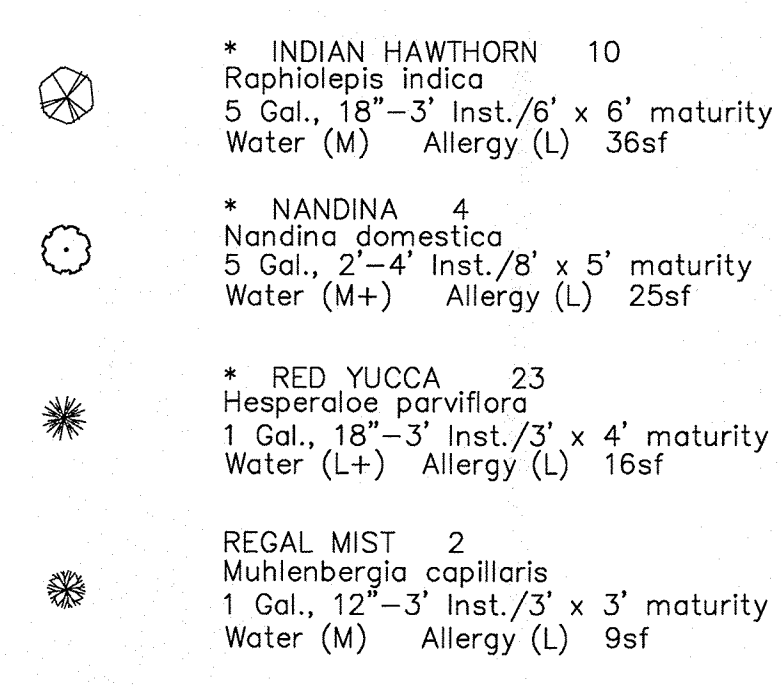 * INDIAN HAWTHORN 10
Raphiolepis indica
5 Gal., 18"-3' Inst./6' x 6' maturity
Water (M) Allergy (L) 36sf
* NANDINA 4
Nandina domestica
5 Gal., 2'-4' Inst./8' x 5' maturity
Water (M+) Allergy (L) 25sf
* RED YUCCA 23
Hesperaloe parviflora
1 Gal., 18"-3' Inst./3' x 4' maturity
Water (L+) Allergy (L) 16sf
REGAL MIST 2
Muhlenbergia capillaris
1 Gal., 12"-3' Inst./3' x 3' maturity
Water (M) Allergy (L) 9sf